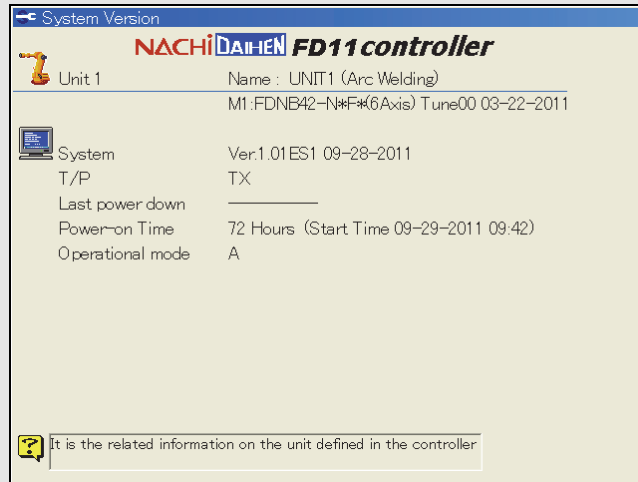 System Version
NACHi DAIHEN FD11 controller
Unit 1 Name : UNIT1 (Arc Welding)
M1:FDNB42-N*F*(6Axis) Tune00 03-22-2011
System Ver.1.01ES1 09-28-2011
T/P TX
Last power down ----------
Power-on Time 72 Hours (Start Time 09-29-2011 09:42)
Operational mode A
It is the related information on the unit defined in the controller